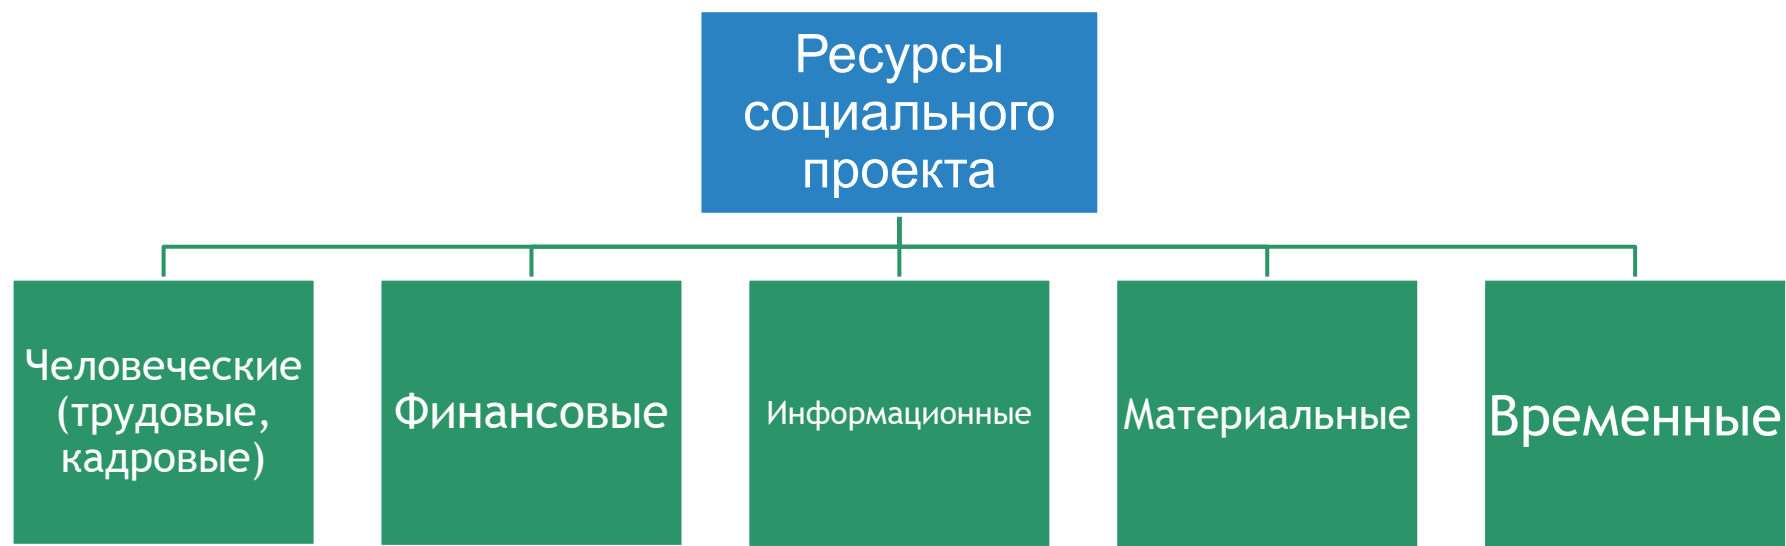 Ресурсы
социального
проекта
Человеческие
(трудовые,
кадровые)
Финансовые
Информационные
Материальные
Временные